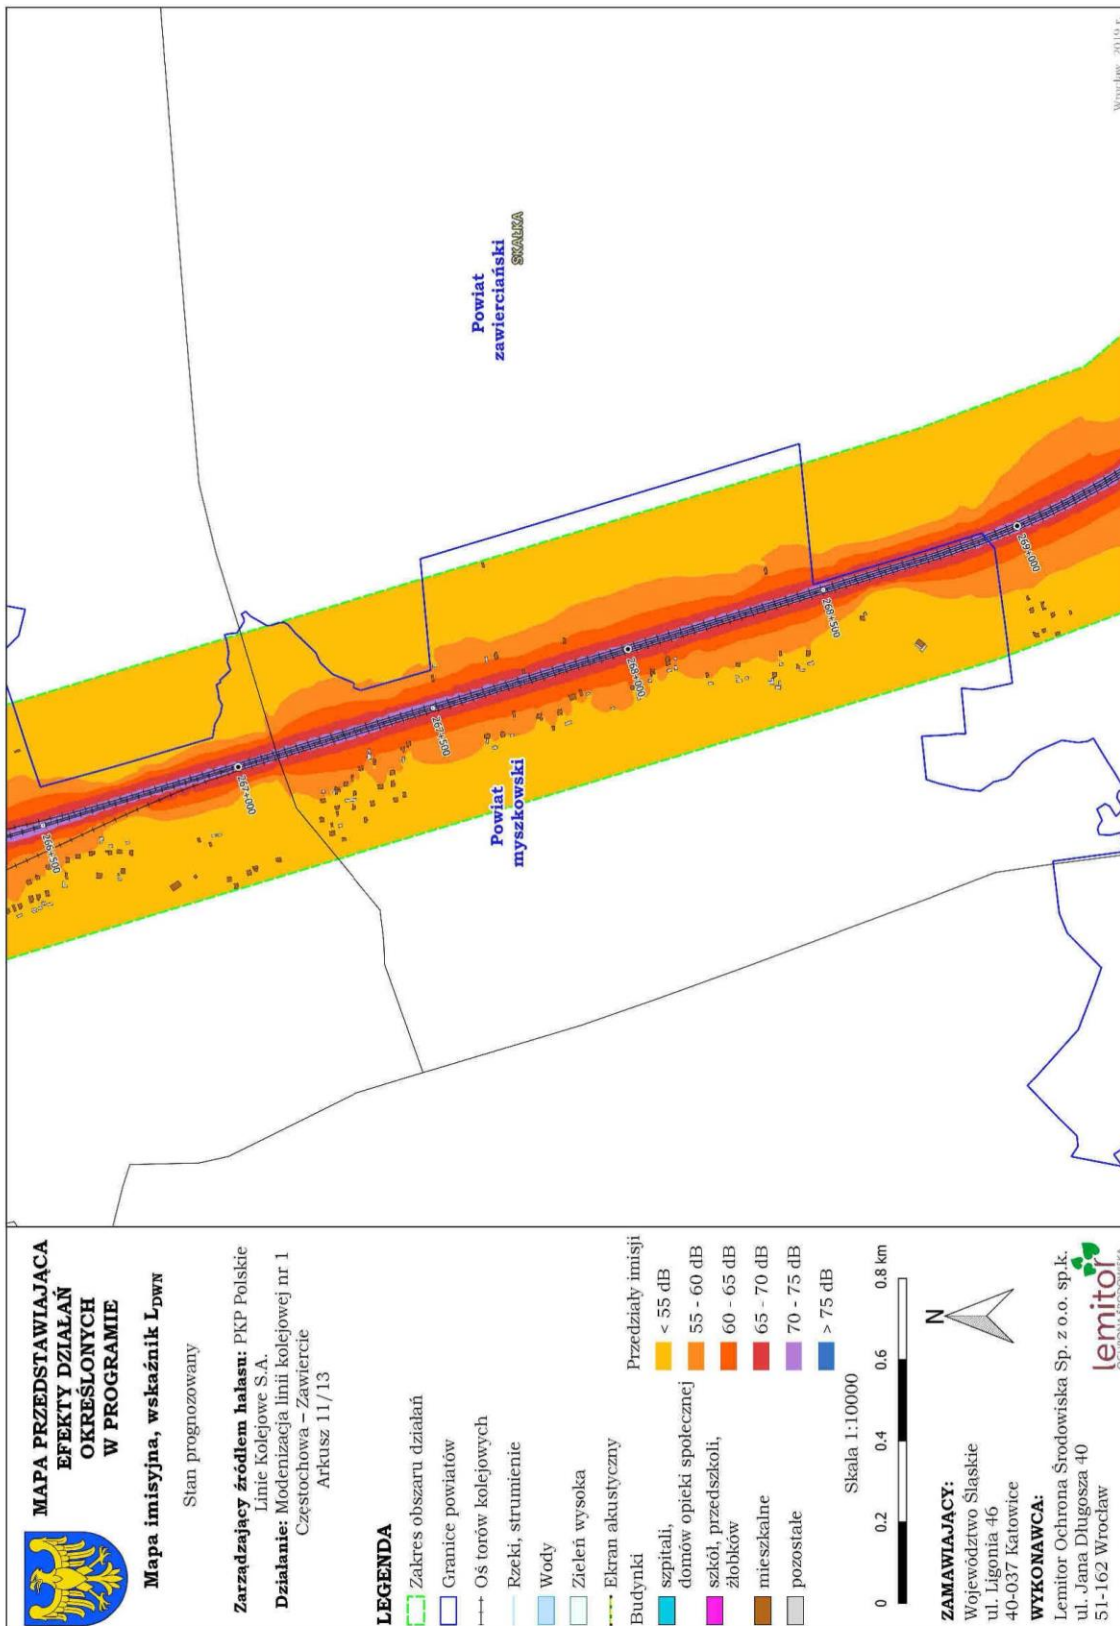 MAPA PRZEDSTAWIAJĄCA
EFEKTY DZIAŁAŃ
OKREŚLONYCH
W PROGRAMIE
Mapa imisyjna, wskaźnik LDWN
Stan prognozowany
Zarządzający źródłem hałasu: PKP Polskie
Linie Kolejowe S.A.
Działanie: Modenizacja linii kolejowej nr 1
Częstochowa – Zawiercie
Arkusz 11/13
LEGENDA
Zakres obszaru działań
Granice powiatów
Oś torów kolejowych
Rzeki, strumienie
Wody
Zieleń wysoka
Ekran akustyczny
Budynki
szpitali,
domów opieki społecznej
szkół, przedszkoli,
żłobków
mieszkalne
pozostałe
Przedziały imisji
< 55 dB
55 - 60 dB
60 - 65 dB
65 - 70 dB
70 - 75 dB
> 75 dB
Skala 1:10000
0 0.2 0.4 0.6 0.8 km
N
ZAMAWIAJĄCY:
Województwo Śląskie
ul. Ligonia 46
40-037 Katowice
WYKONAWCA:
Lemitor Ochrona Środowiska Sp. z o.o. sp.k.
ul. Jana Długosza 40
51-162 Wrocław
lemitor
266+500
267+000
267+500
268+000
268+500
269+000
Powiat
myszkowski
Powiat
zawierciański
SKAŁKA
Wrocław, 2019 r.